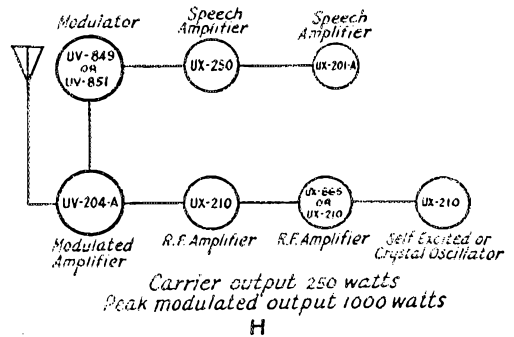 Modulator
Speech
Amplifier
Speech
Amplifier
UV-849
OR
UV-851
UX-250
UX-201-A
UV-204-A
UX-210
UX-865
OR
UX-210
UX-210
Modulated
Amplifier
R.F. Amplifier
R.F. Amplifier
Self Excited or
Crystal Oscillator
Carrier output 250 watts
Peak modulated output 1000 watts
H